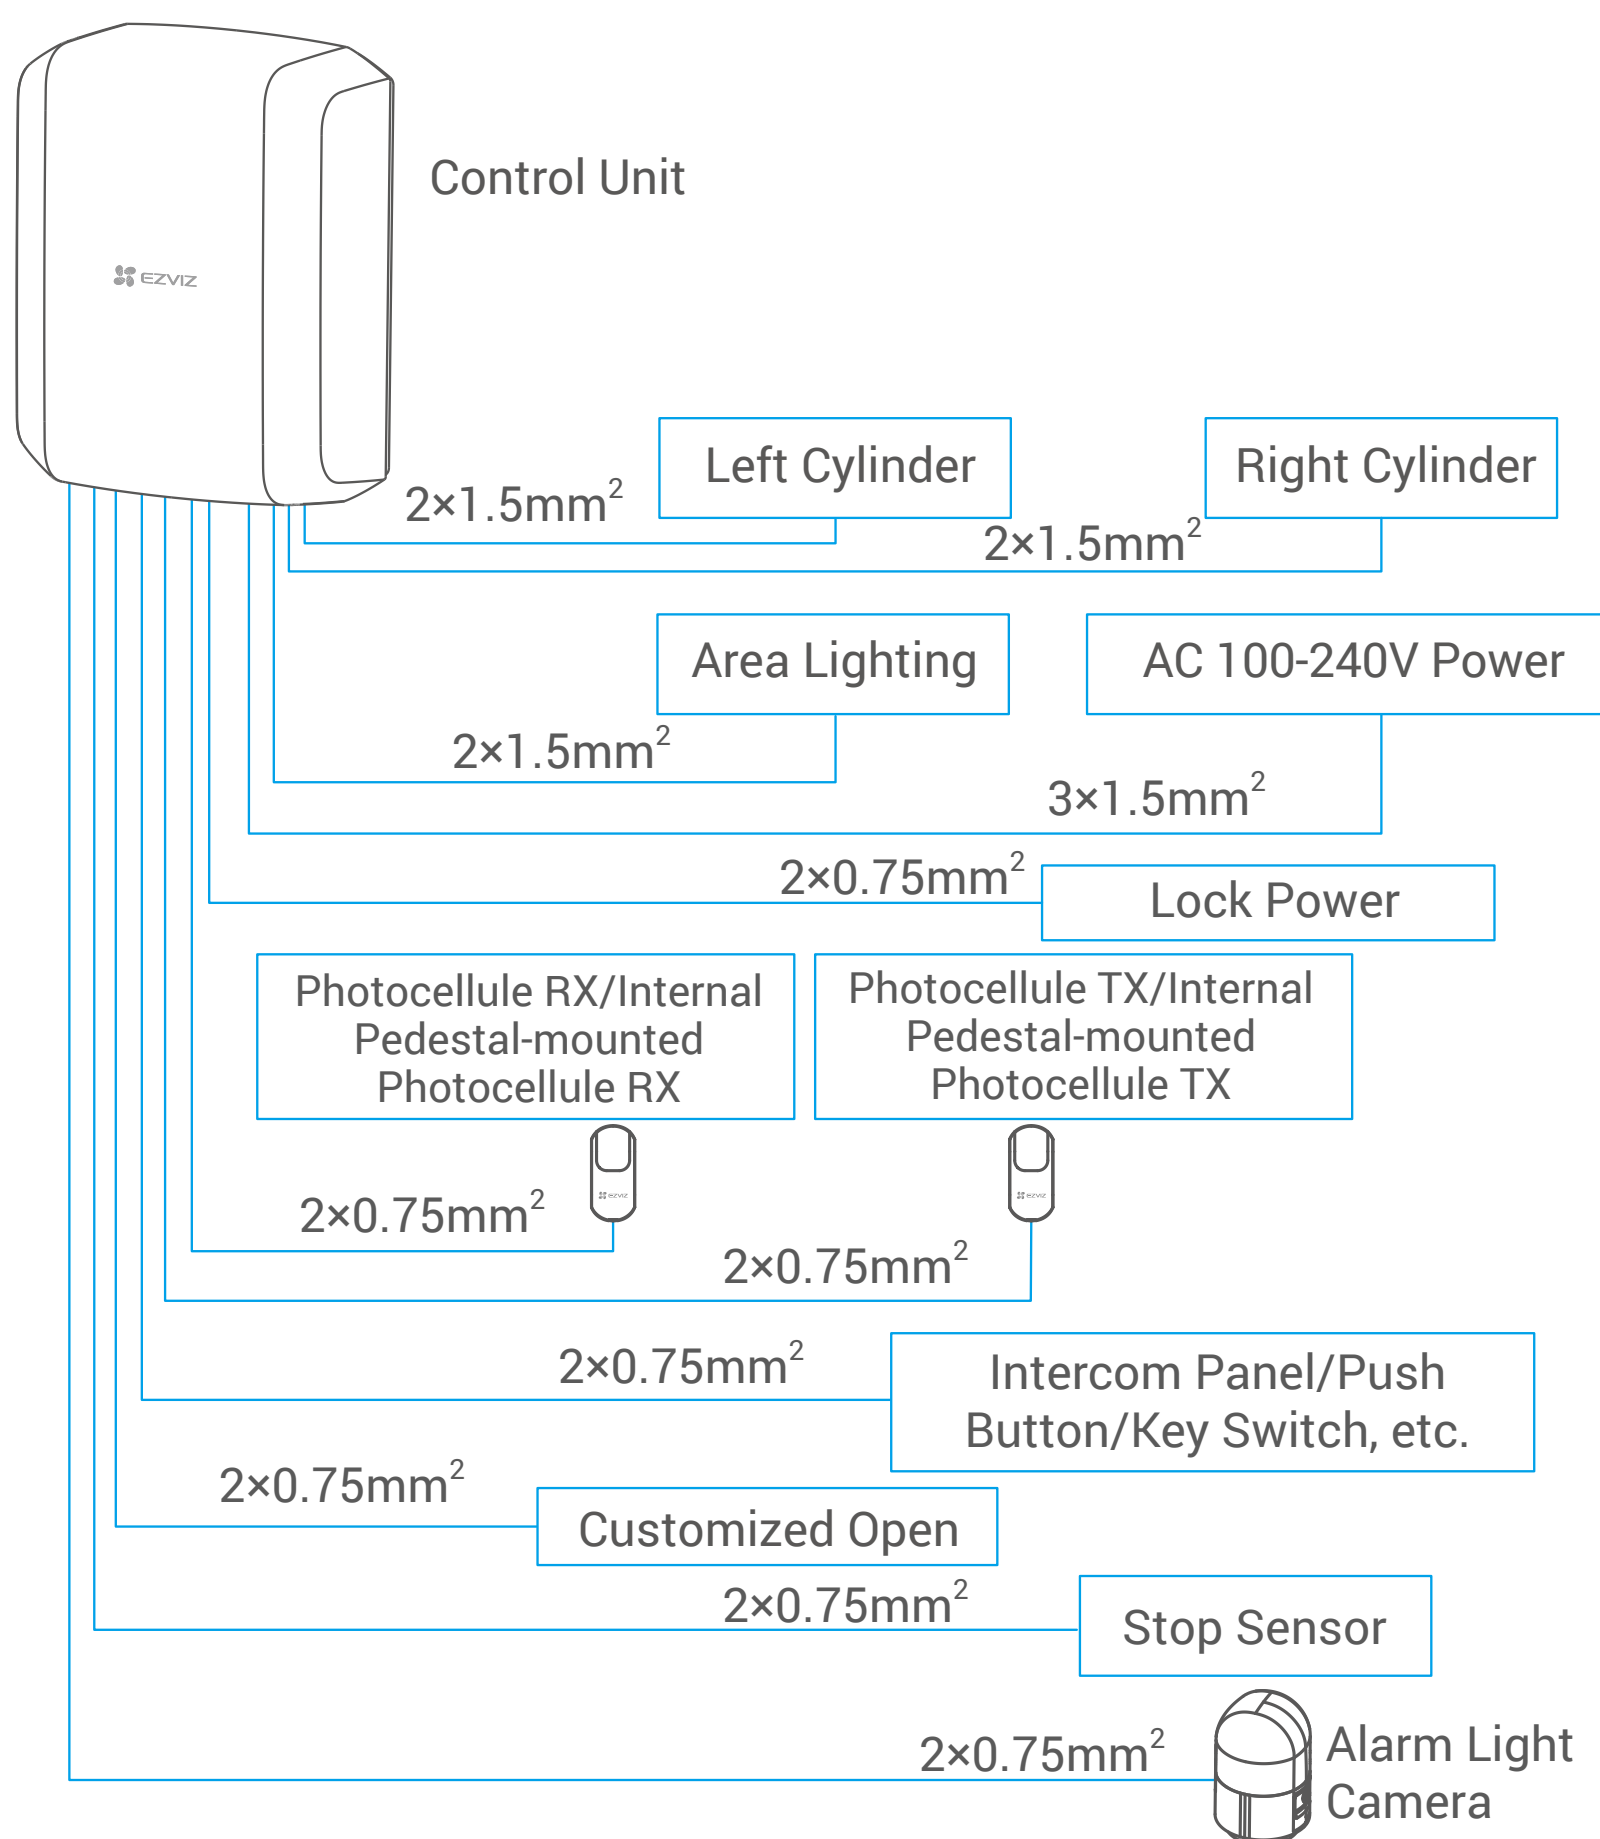 Control Unit
EZVIZ
Left Cylinder
Right Cylinder
2×1.5mm²
2×1.5mm²
Area Lighting
AC 100-240V Power
2×1.5mm²
3×1.5mm²
2×0.75mm²
Lock Power
Photocellule RX/Internal
Pedestal-mounted
Photocellule RX
Photocellule TX/Internal
Pedestal-mounted
Photocellule TX
EZVIZ
EZVIZ
2×0.75mm²
2×0.75mm²
2×0.75mm²
Intercom Panel/Push
Button/Key Switch, etc.
2×0.75mm²
Customized Open
2×0.75mm²
Stop Sensor
2×0.75mm²
Alarm Light
Camera